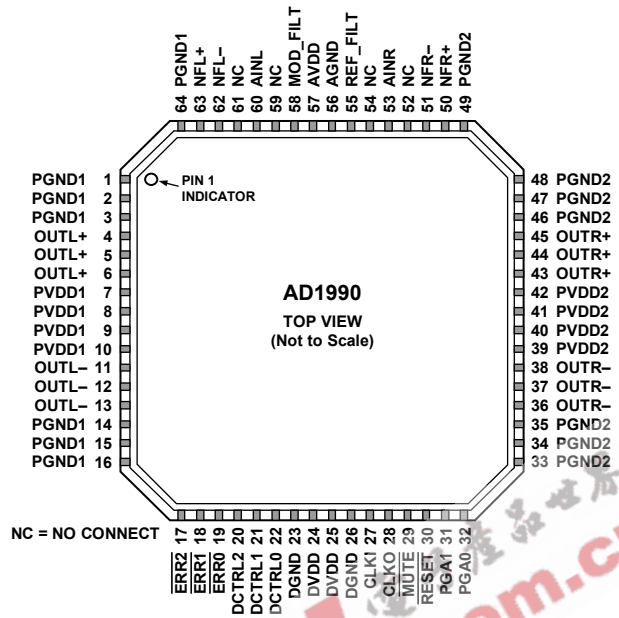 64 PGND1
63 NFL+
62 NFL–
61 NC
60 AINL
59 NC
58 MOD_FILT
57 AVDD
56 AGND
55 REF_FILT
54 NC
53 AINR
52 NC
51 NFR–
50 NFR+
49 PGND2
PGND1 1
PGND1 2
PGND1 3
OUTL+ 4
OUTL+ 5
OUTL+ 6
PVDD1 7
PVDD1 8
PVDD1 9
PVDD1 10
OUTL– 11
OUTL– 12
OUTL– 13
PGND1 14
PGND1 15
PGND1 16
PIN 1
INDICATOR
AD1990
TOP VIEW
(Not to Scale)
48 PGND2
47 PGND2
46 PGND2
45 OUTR+
44 OUTR+
43 OUTR+
42 PVDD2
41 PVDD2
40 PVDD2
39 PVDD2
38 OUTR–
37 OUTR–
36 OUTR–
35 PGND2
34 PGND2
33 PGND2
NC = NO CONNECT
ERR2 17
ERR1 18
ERR0 19
DCTRL2 20
DCTRL1 21
DCTRL0 22
DGND 23
DVDD 24
DVDD 25
DGND 26
CLKI 27
CLKO 28
MUTE 29
RESET 30
PGA1 31
PGA0 32
產品世界
om.c